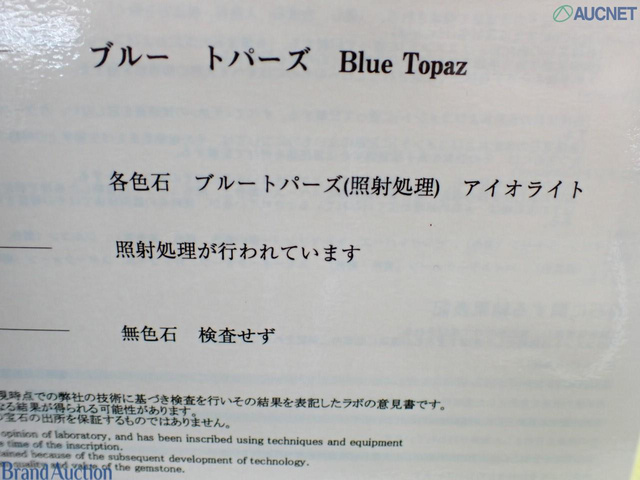 AUCNET
ブルー　トパーズ　Blue Topaz
各色石　ブルートパーズ(照射処理)　アイオライト
照射処理が行われています
無色石　検査せず
現時点での弊社の技術に基づき検査を行いその結果を表記したラボの意見書です。
なる結果が得られる可能性があります。
宝石の出所を保証するものではありません。
opinion of laboratory, and has been inscribed using techniques and equipment
time of the inscription.
because of the subsequent development of technology.
quality and value of the gemstone.
Brand Auction